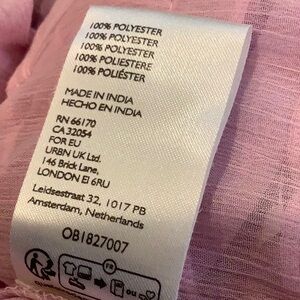 100% POLYESTER
100% POLYESTER
100% POLYESTER
100% POLIESTERE
100% POLIÉSTER
MADE IN INDIA
HECHO EN INDIA
RN 66170
CA 32054
FOR EU
URBN UK Ltd.
146 Brick Lane,
LONDON E1 6RU
Leidsestraat 32, 1017 PB
Amsterdam, Netherlands
OB1827007
FR
ou